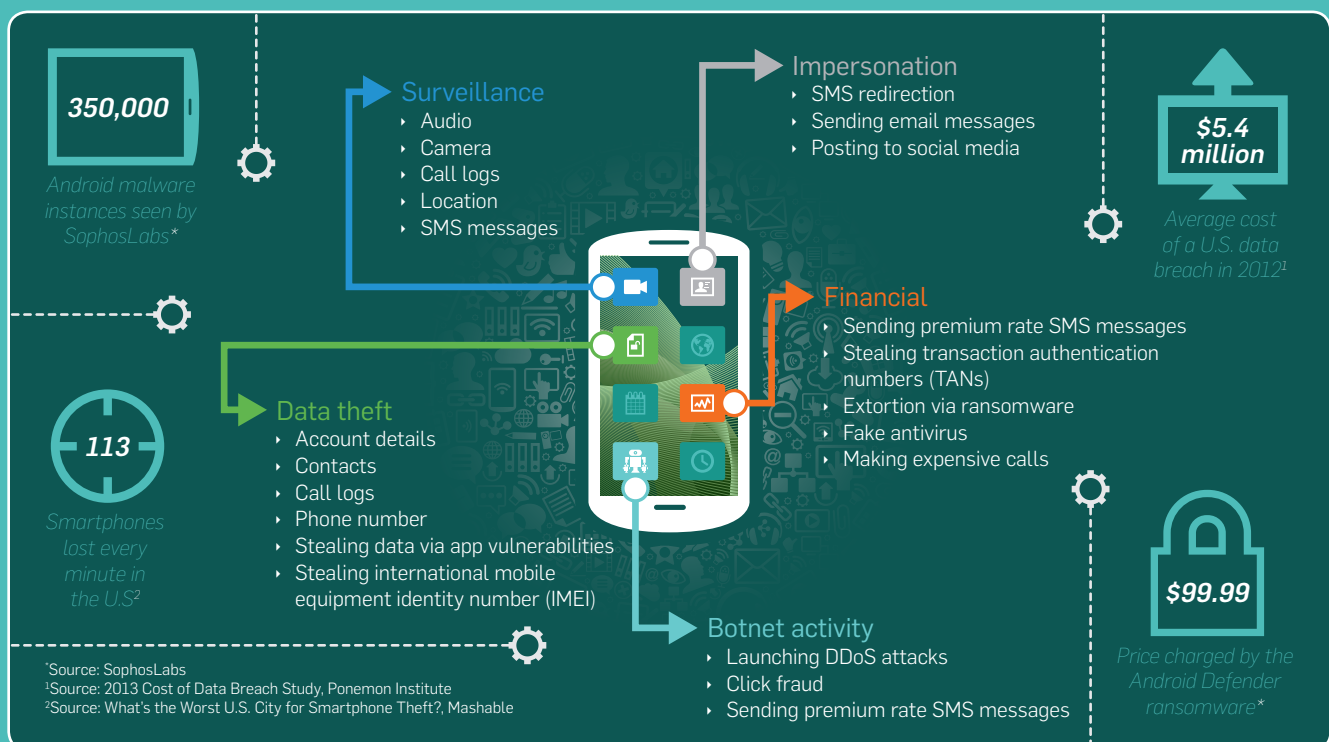 350,000
Android malware
instances seen by
SophosLabs*
Surveillance
‣ Audio
‣ Camera
‣ Call logs
‣ Location
‣ SMS messages
Impersonation
‣ SMS redirection
‣ Sending email messages
‣ Posting to social media
$5.4
million
Average cost
of a U.S. data
breach in 2012¹
Financial
‣ Sending premium rate SMS messages
‣ Stealing transaction authentication
numbers (TANs)
‣ Extortion via ransomware
‣ Fake antivirus
‣ Making expensive calls
113
Smartphones
lost every
minute in
the U.S²
Data theft
‣ Account details
‣ Contacts
‣ Call logs
‣ Phone number
‣ Stealing data via app vulnerabilities
‣ Stealing international mobile
equipment identity number (IMEI)
Botnet activity
‣ Launching DDoS attacks
‣ Click fraud
‣ Sending premium rate SMS messages
$99.99
Price charged by the
Android Defender
ransomware*
*Source: SophosLabs
¹Source: 2013 Cost of Data Breach Study, Ponemon Institute
²Source: What's the Worst U.S. City for Smartphone Theft?, Mashable